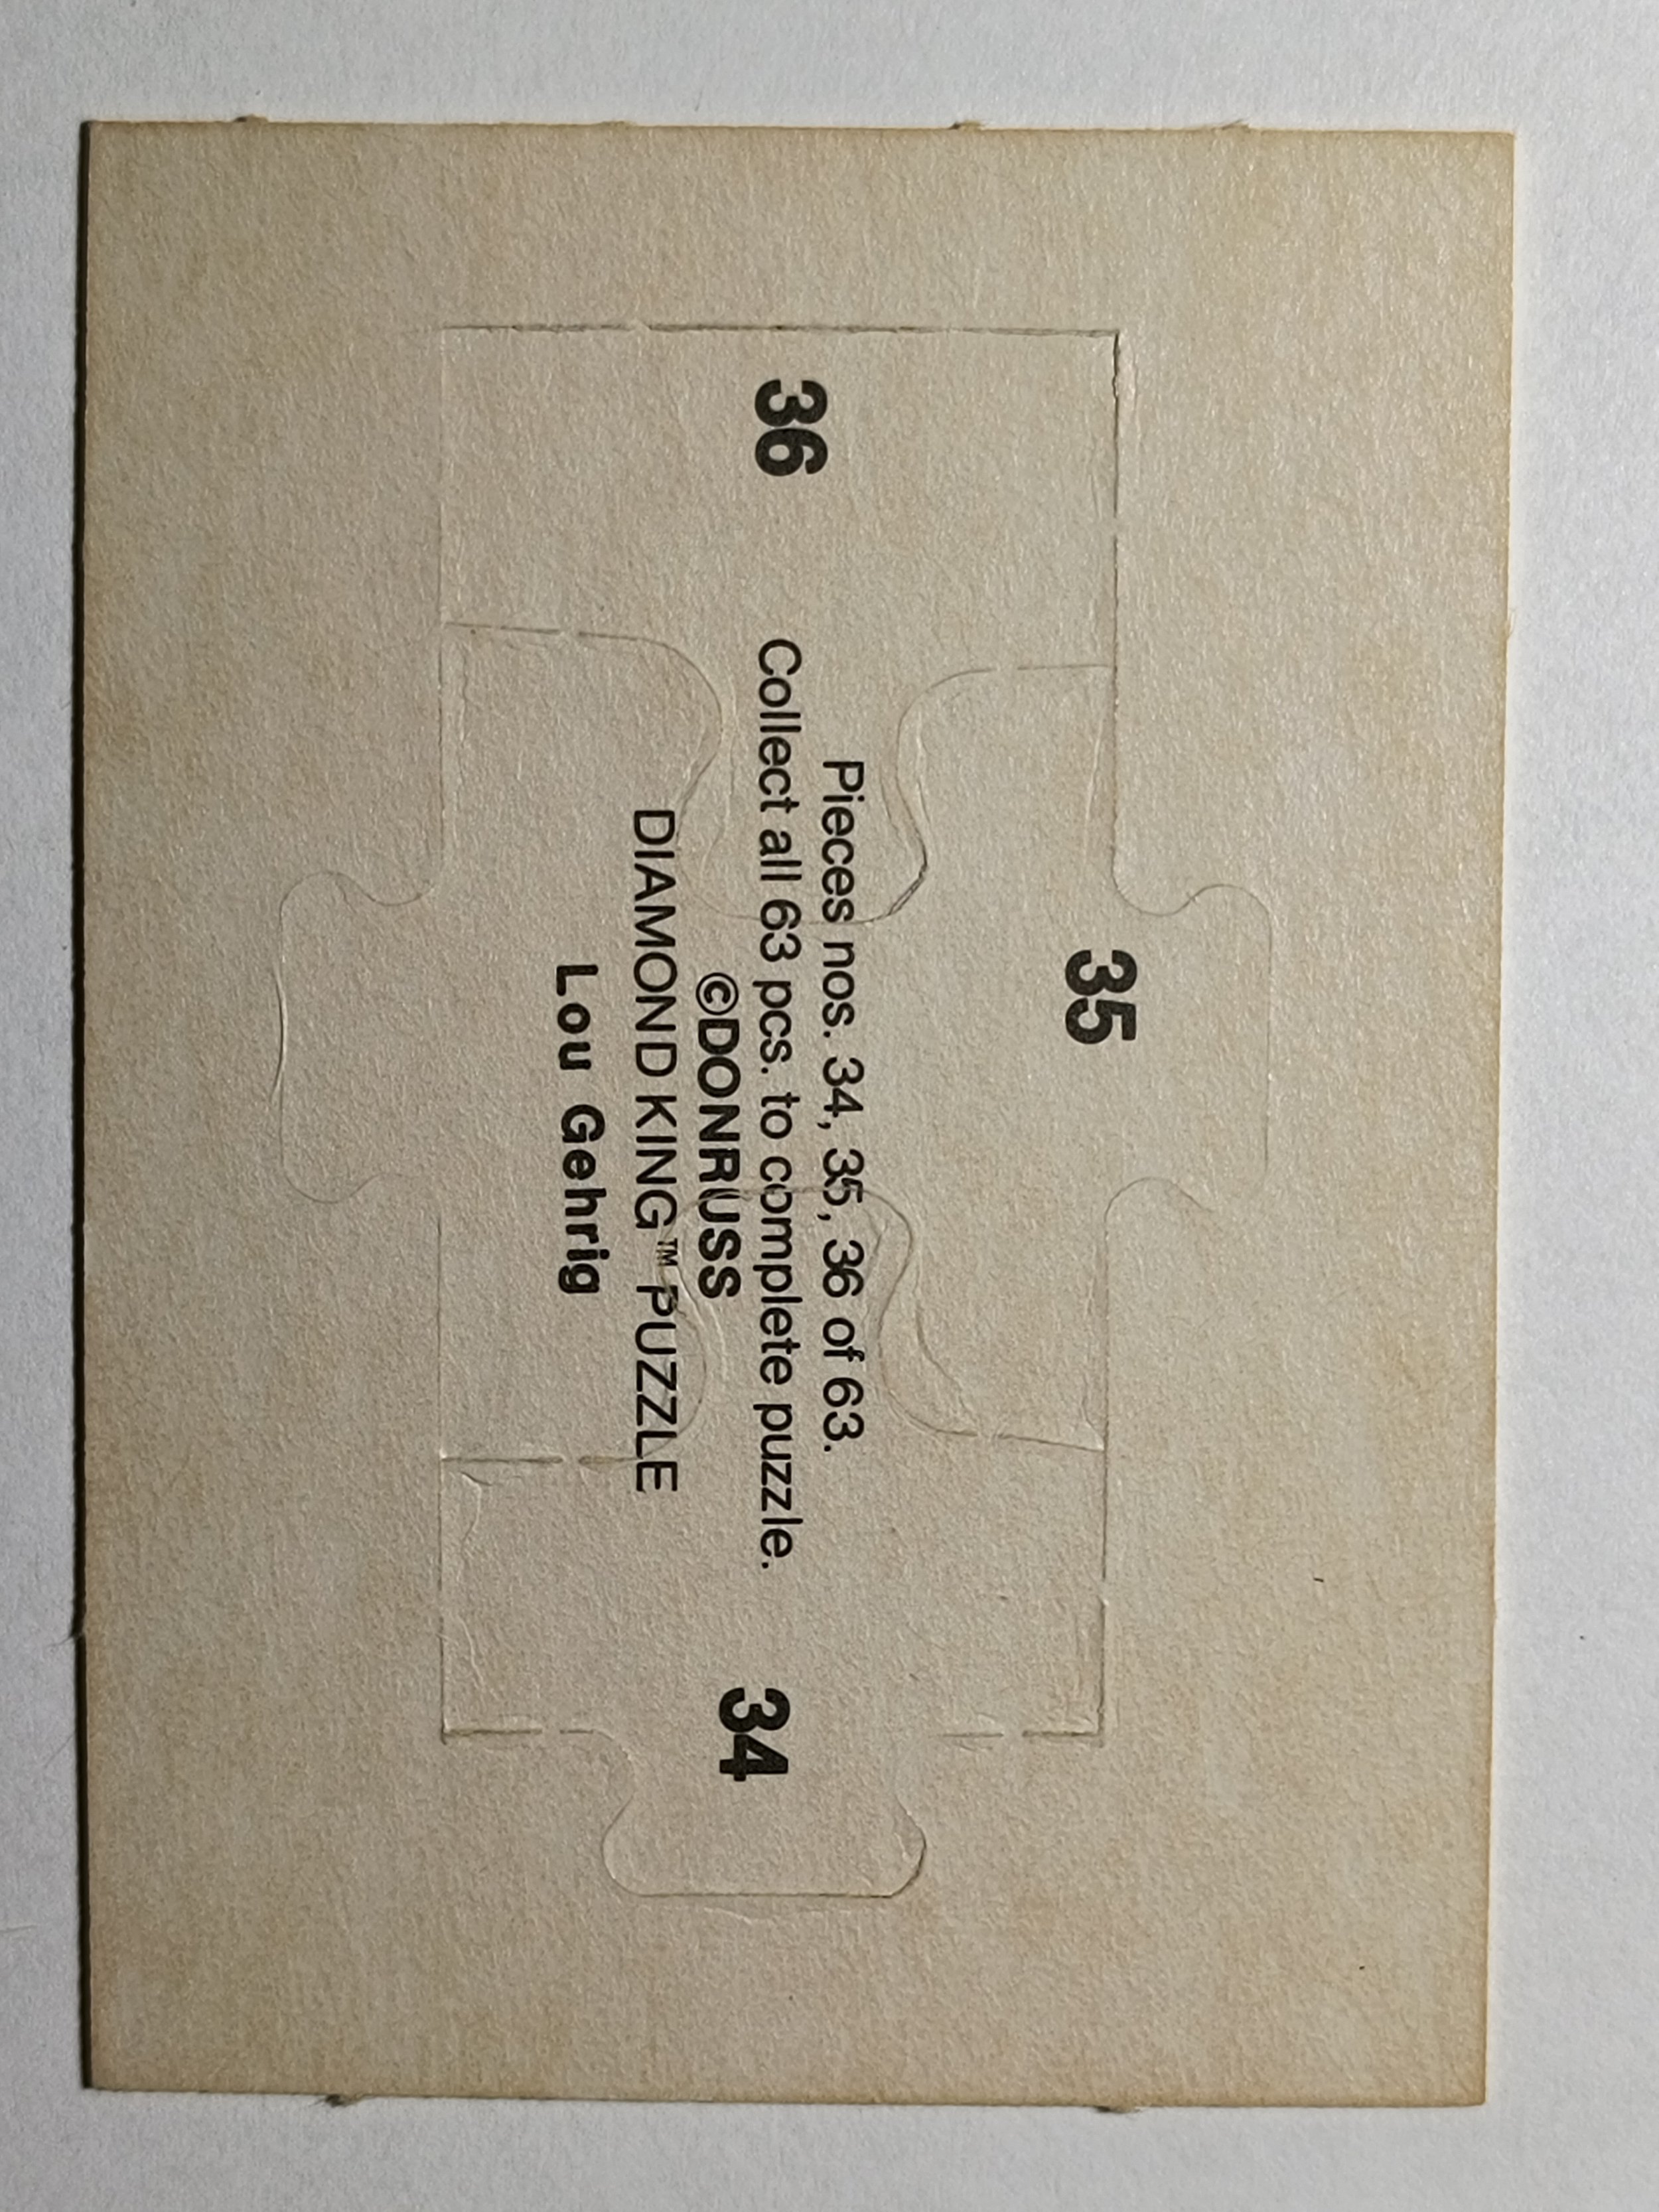 36
35
34
Pieces nos. 34, 35, 36 of 63.
Collect all 63 pcs. to complete puzzle.
©DONRUSS
DIAMOND KING™ PUZZLE
Lou Gehrig